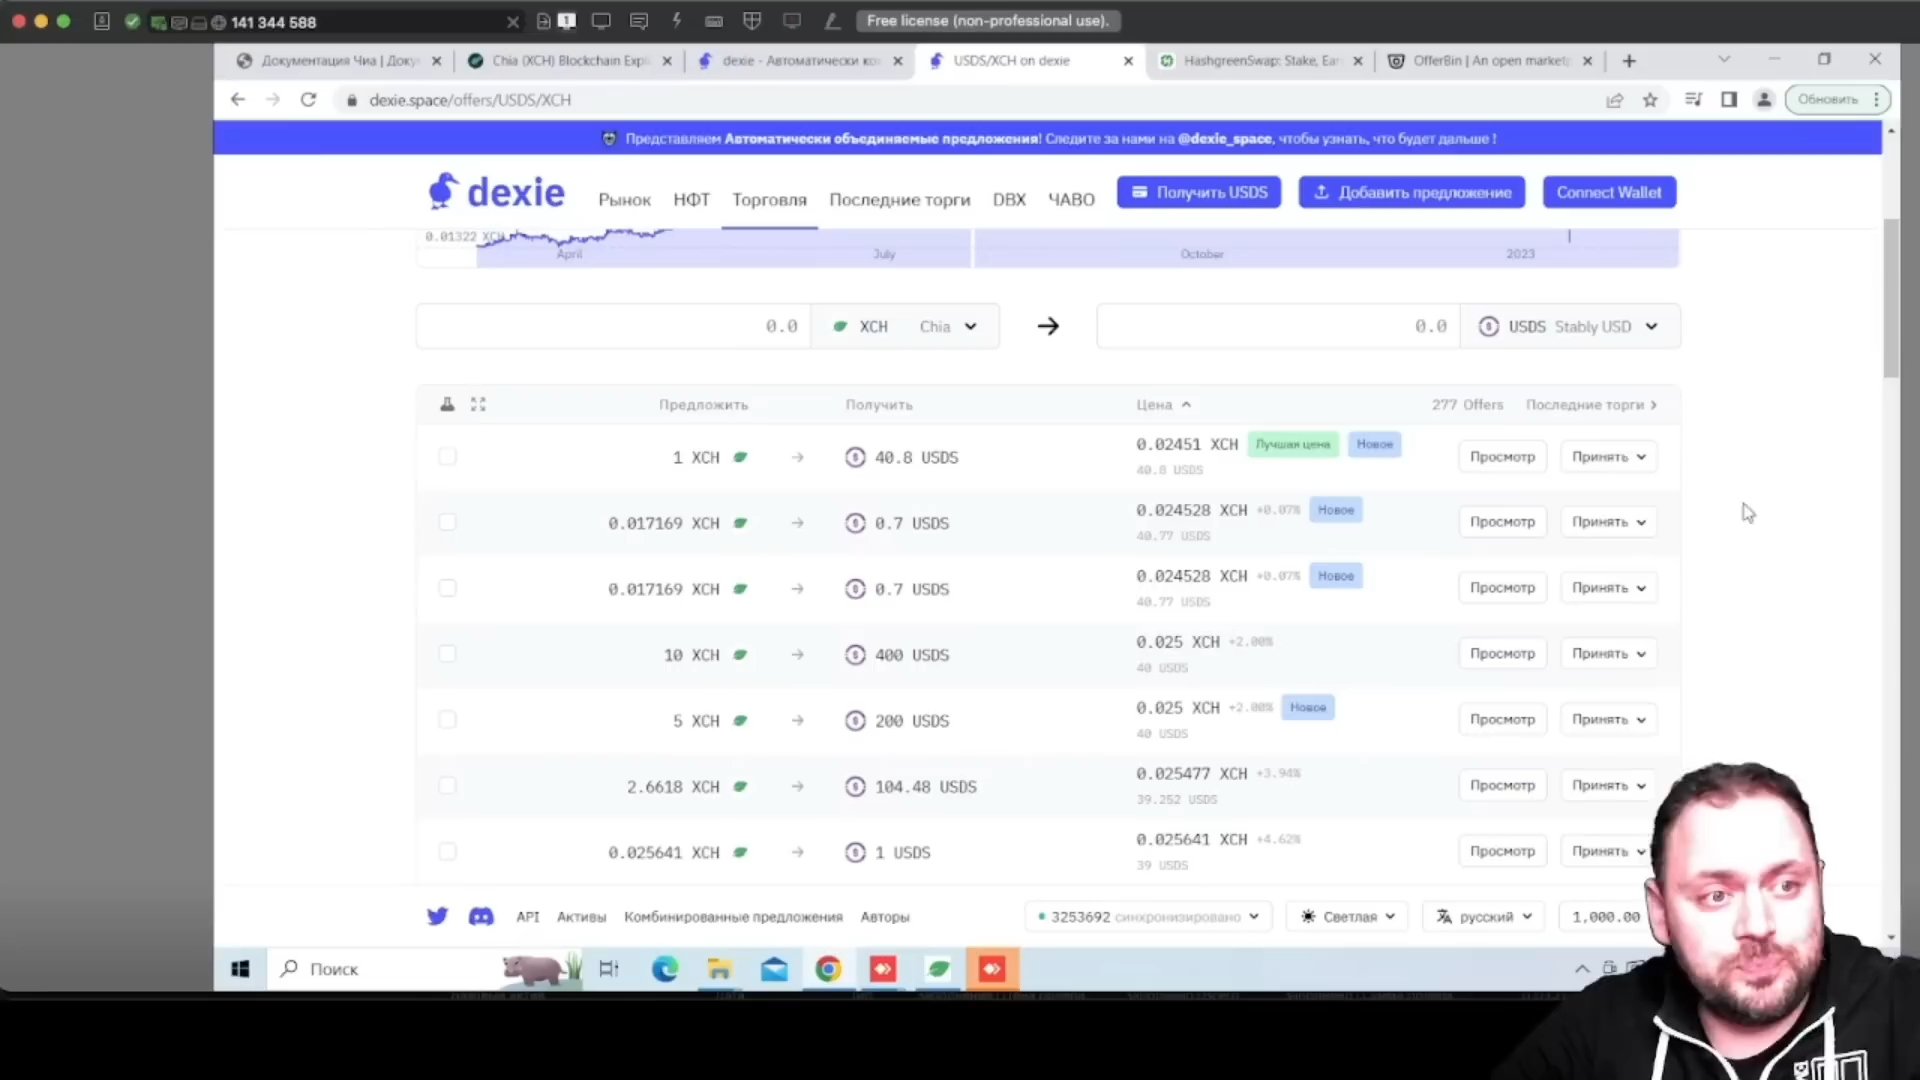 141 344 588
1
Free license (non-professional use).
Документация Чиа | Доку
Chia (XCH) Blockchain Expl
dexie - Автоматически ко
USDS/XCH on dexie
HashgreenSwap: Stake, Ear
OfferBin | An open market
dexie.space/offers/USDS/XCH
Обновить
Представляем Автоматически объединяемые предложения! Следите за нами на @dexie_space, чтобы узнать, что будет дальше !
dexie
Рынок
НФТ
Торговля
Последние торги
DBX
ЧАВО
Получить USDS
Добавить предложение
Connect Wallet
0.01322 XCH
April
July
October
2023
0.0
XCH Chia
0.0
USDS Stably USD
Предложить
Получить
Цена
277 Offers
Последние торги
1 XCH
40.8 USDS
0.02451 XCH
Лучшая цена
Новое
40.8 USDS
Просмотр
Принять
0.017169 XCH
0.7 USDS
0.024528 XCH +0.07%
Новое
40.77 USDS
Просмотр
Принять
0.017169 XCH
0.7 USDS
0.024528 XCH +0.07%
Новое
40.77 USDS
Просмотр
Принять
10 XCH
400 USDS
0.025 XCH +2.00%
40 USDS
Просмотр
Принять
5 XCH
200 USDS
0.025 XCH +2.00%
Новое
40 USDS
Просмотр
Принять
2.6618 XCH
104.48 USDS
0.025477 XCH +3.94%
39.252 USDS
Просмотр
Принять
0.025641 XCH
1 USDS
0.025641 XCH +4.62%
39 USDS
Просмотр
Принять
API
Активы
Комбинированные предложения
Авторы
3253692 синхронизировано
Светлая
русский
1,000.00
Поиск